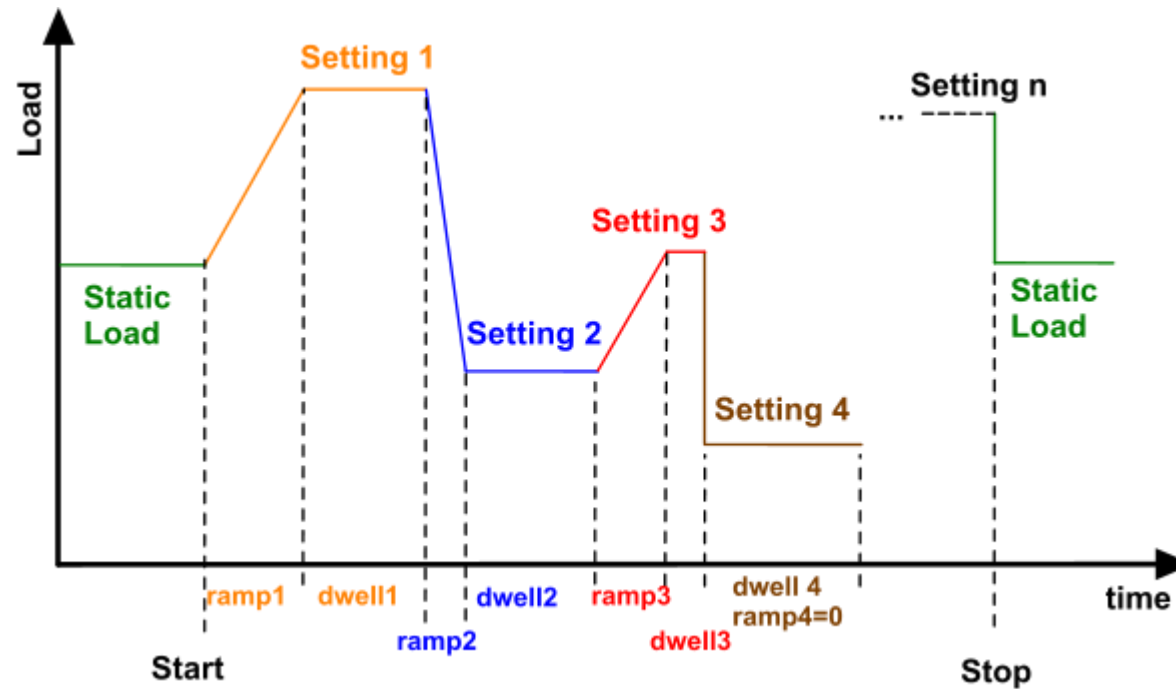 Load
Setting 1
Setting n
...
Setting 3
Static
Load
Static
Load
Setting 2
Setting 4
ramp1
dwell1
dwell2
ramp3
dwell 4
ramp4=0
time
ramp2
dwell3
Start
Stop